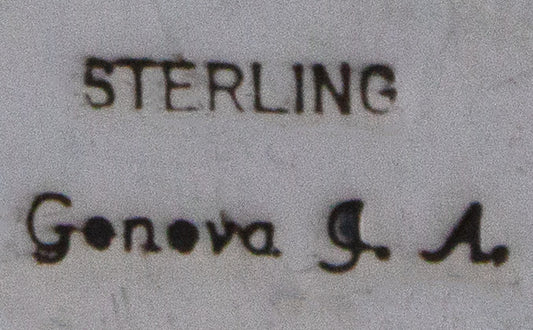 STERLING
Genova J. A.